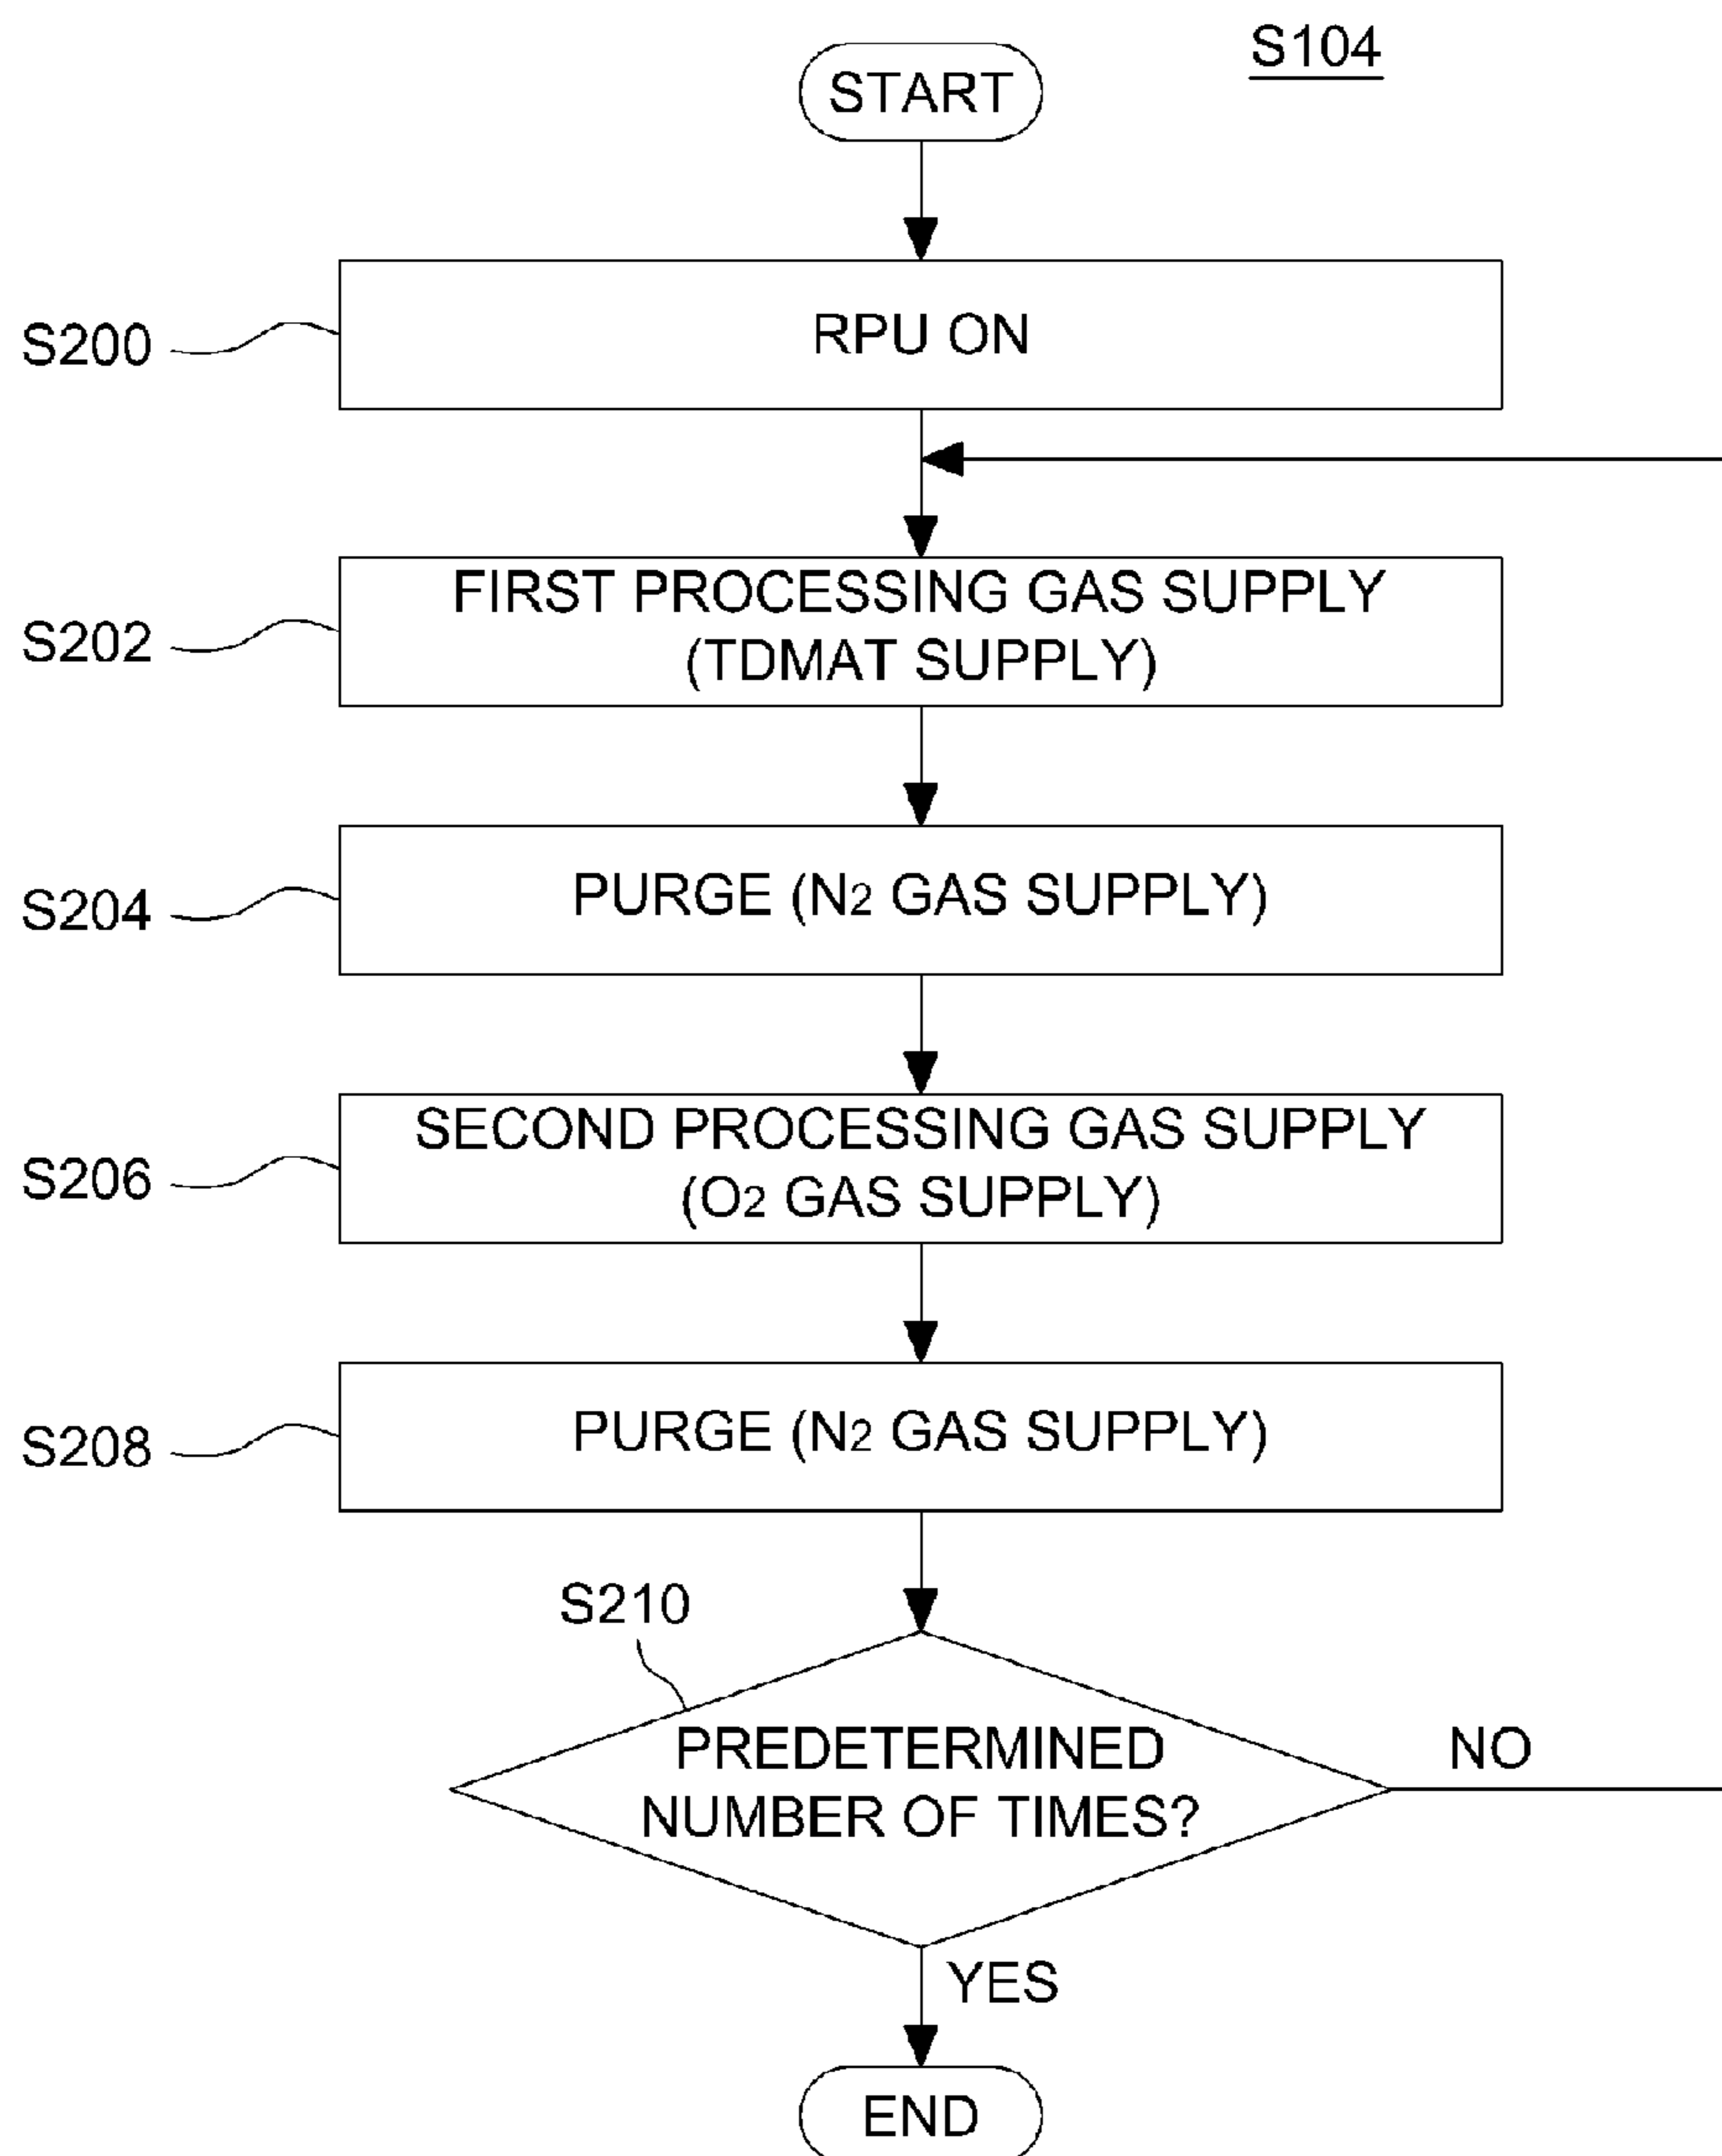 S104
START
S200
RPU ON
S202
FIRST PROCESSING GAS SUPPLY
(TDMAT SUPPLY)
S204
PURGE (N2 GAS SUPPLY)
S206
SECOND PROCESSING GAS SUPPLY
(O2 GAS SUPPLY)
S208
PURGE (N2 GAS SUPPLY)
S210
PREDETERMINED
NUMBER OF TIMES?
NO
YES
END